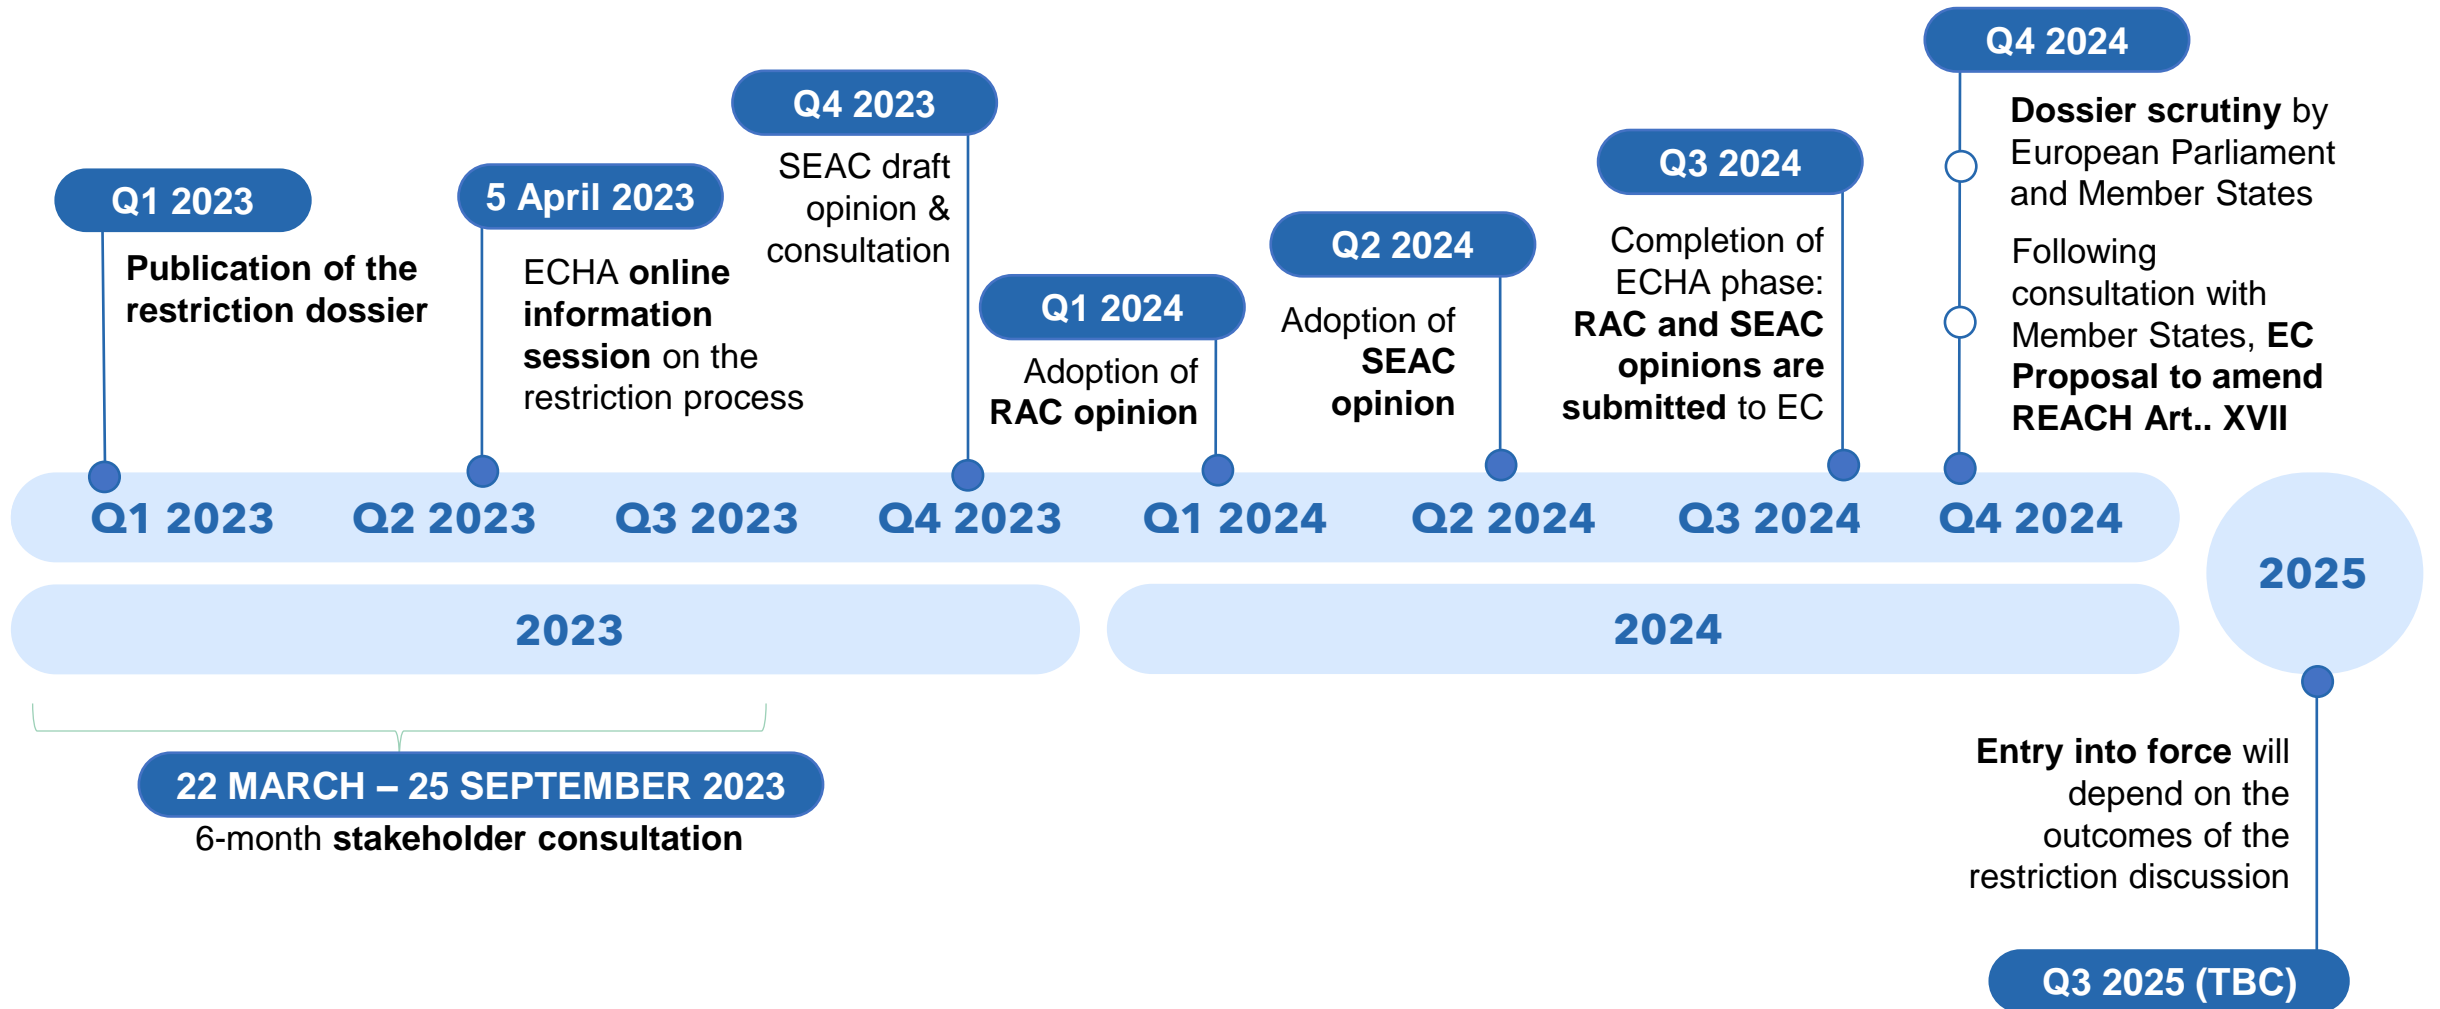 Q1 2023
Publication of the
restriction dossier
5 April 2023
ECHA online
information
session on the
restriction process
Q4 2023
SEAC draft
opinion &
consultation
Q1 2024
Adoption of
RAC opinion
Q2 2024
Adoption of
SEAC
opinion
Q3 2024
Completion of
ECHA phase:
RAC and SEAC
opinions are
submitted to EC
Q4 2024
Dossier scrutiny by
European Parliament
and Member States
Following
consultation with
Member States, EC
Proposal to amend
REACH Art.. XVII
Q1 2023 Q2 2023 Q3 2023 Q4 2023 Q1 2024 Q2 2024 Q3 2024 Q4 2024
2023 2024
2025
22 MARCH – 25 SEPTEMBER 2023
6-month stakeholder consultation
Entry into force will
depend on the
outcomes of the
restriction discussion
Q3 2025 (TBC)